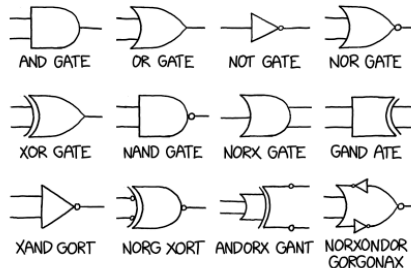 AND GATE
OR GATE
NOT GATE
NOR GATE
XOR GATE
NAND GATE
NORX GATE
GAND ATE
XAND GORT
NORG XORT
ANDORX GANT
NORXONDOR
GORGONAX